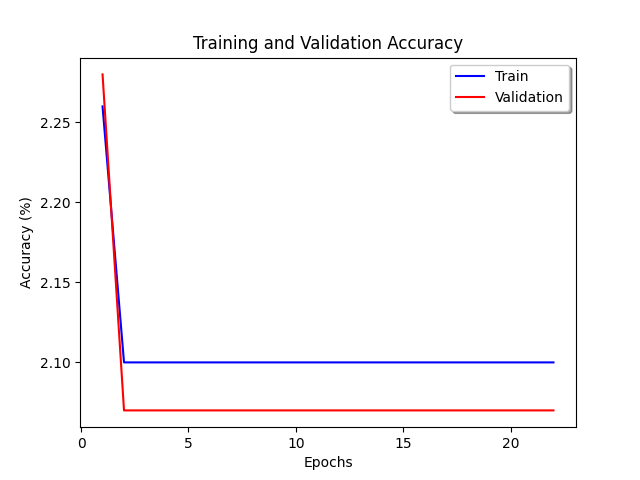 Training and Validation Accuracy
Train
Validation
2.25
2.20
2.15
2.10
Accuracy (%)
0
5
10
15
20
Epochs